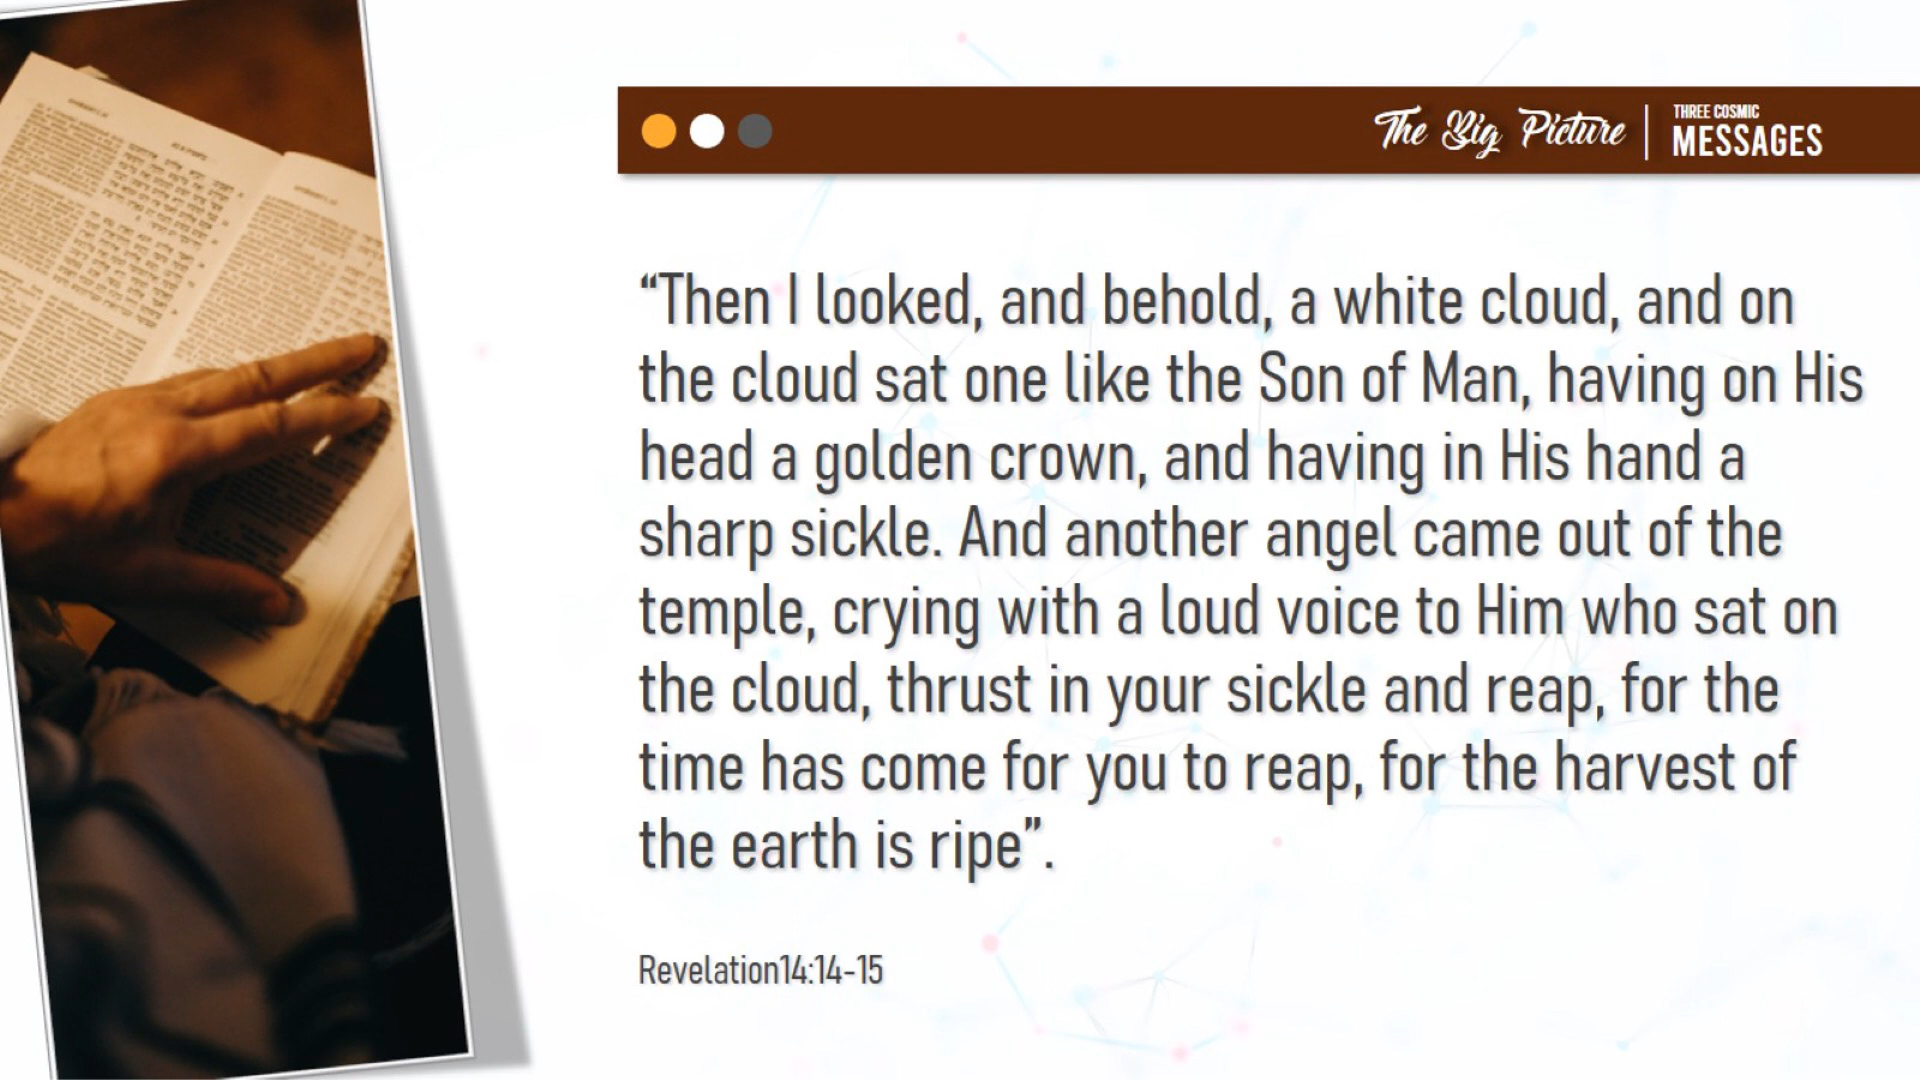 The Big Picture
THREE COSMIC
MESSAGES
“Then I looked, and behold, a white cloud, and on
the cloud sat one like the Son of Man, having on His
head a golden crown, and having in His hand a
sharp sickle. And another angel came out of the
temple, crying with a loud voice to Him who sat on
the cloud, thrust in your sickle and reap, for the
time has come for you to reap, for the harvest of
the earth is ripe”.
Revelation14:14-15